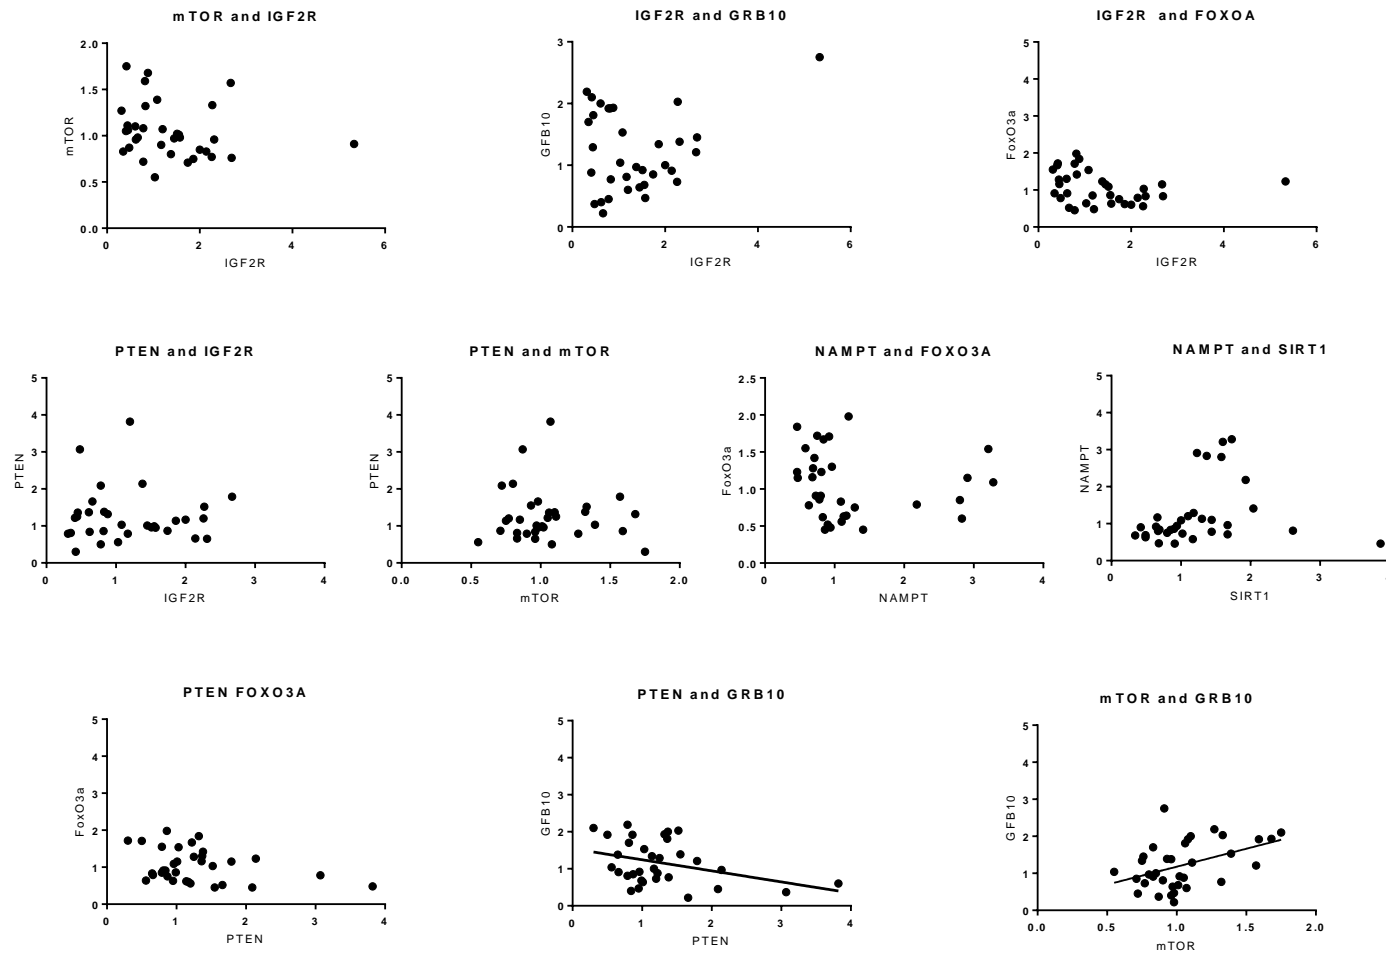 mTOR and IGF2R
2.0
1.5
1.0
0.5
0.0
mTOR
0 2 4 6
IGF2R
IGF2R and GRB10
3
2
1
0
GFB10
0 2 4 6
IGF2R
IGF2R and FOXOA
5
4
3
2
1
0
FoxO3a
0 2 4 6
IGF2R
PTEN and IGF2R
5
4
3
2
1
0
PTEN
0 1 2 3 4
IGF2R
PTEN and mTOR
5
4
3
2
1
0
PTEN
0.0 0.5 1.0 1.5 2.0
mTOR
NAMPT and FOXO3A
2.5
2.0
1.5
1.0
0.5
0.0
FoxO3a
0 1 2 3 4
NAMPT
NAMPT and SIRT1
5
4
3
2
1
0
NAMPT
0 1 2 3
SIRT1
PTEN FOXO3A
5
4
3
2
1
0
FoxO3a
0 1 2 3 4
PTEN
PTEN and GRB10
5
4
3
2
1
0
GFB10
0 1 2 3 4
PTEN
mTOR and GRB10
5
4
3
2
1
0
GFB10
0.0 0.5 1.0 1.5 2.0
mTOR